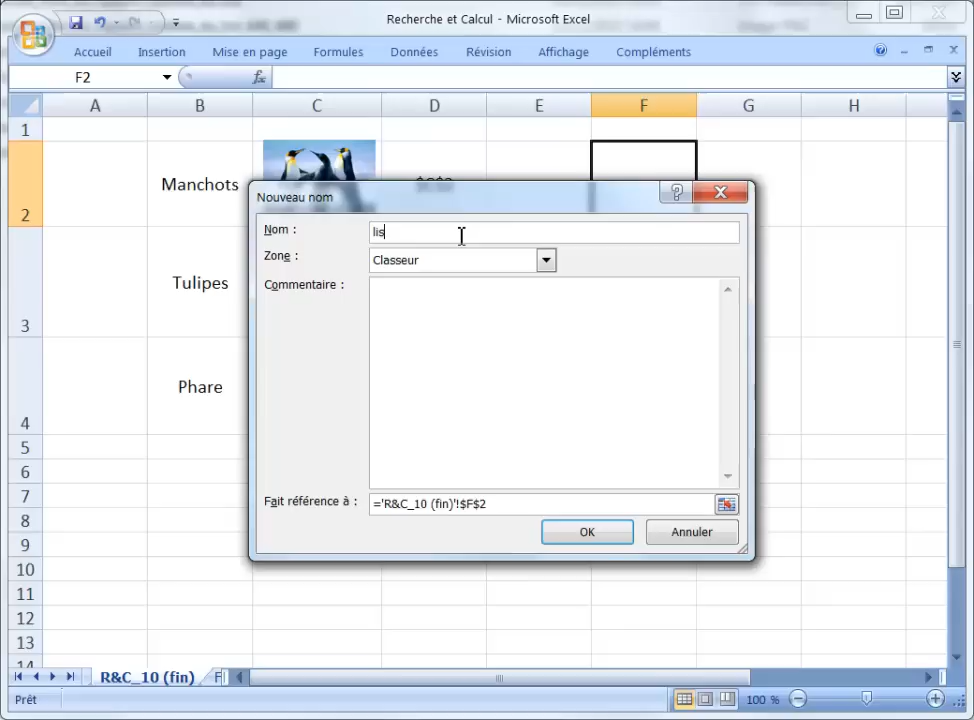 Recherche et Calcul - Microsoft Excel
Accueil Insertion Mise en page Formules Données Révision Affichage Compléments
F2 fx
A B C D E F G H
1
2 Manchots
3 Tulipes
4 Phare
5
6
7
8
9
10
11
12
13
14
Nouveau nom
Nom : lis
Zone : Classeur
Commentaire :
Fait référence à : ='R&C_10 (fin)'!$F$2
OK Annuler
R&C_10 (fin) F
Prêt 100 %